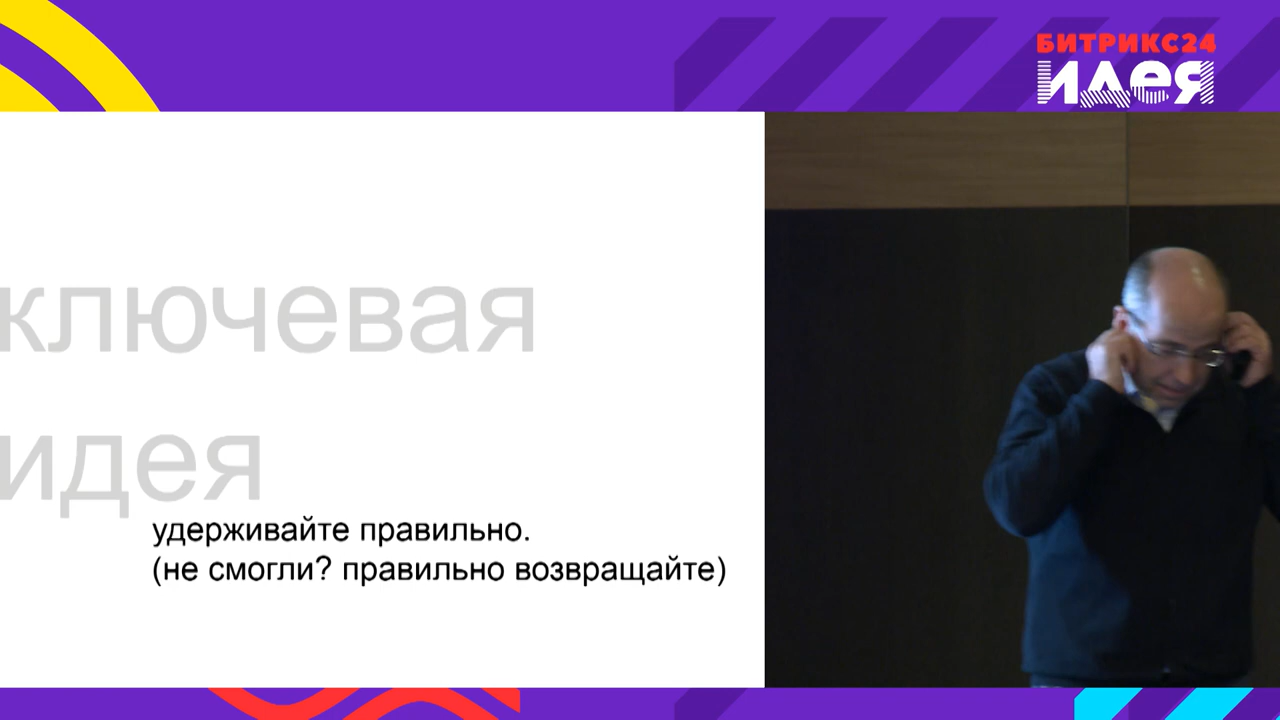 БИТРИКС24
идея
ключевая
идея
удерживайте правильно.
(не смогли? правильно возвращайте)